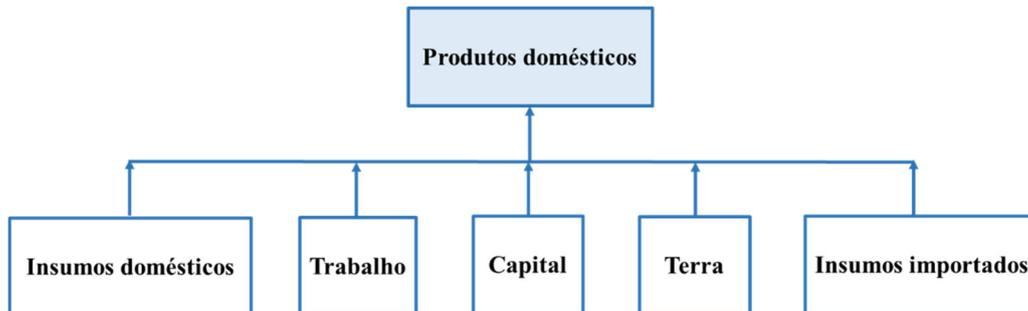 Produtos domésticos
Insumos domésticos
Trabalho
Capital
Terra
Insumos importados